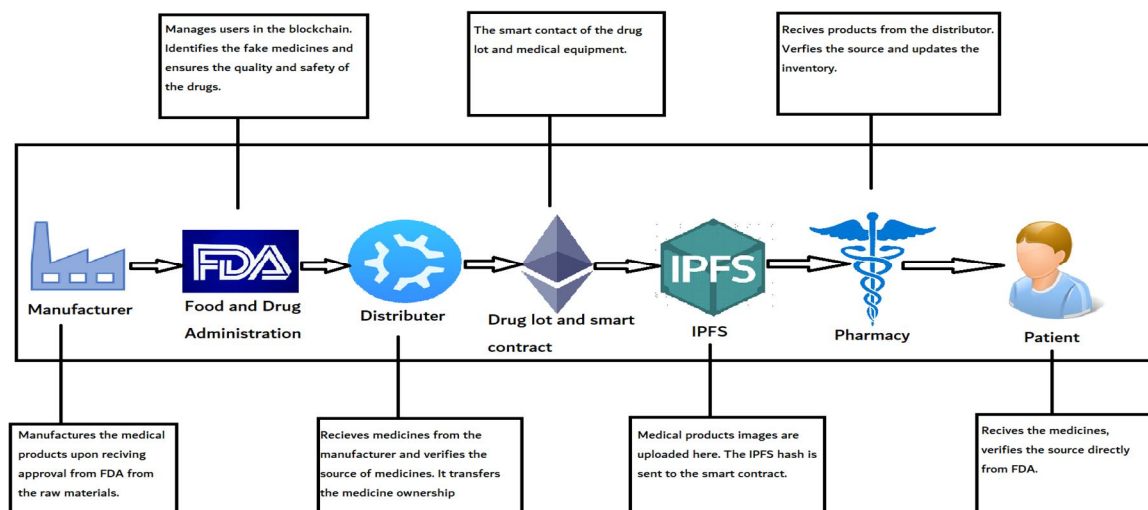 Manages users in the blockchain.
Identifies the fake medicines and
ensures the quality and safety of
the drugs.
The smart contact of the drug
lot and medical equipment.
Recives products from the distributor.
Verfies the source and updates the
inventory.
FDA
IPFS
Manufacturer
Food and Drug
Administration
Distributer
Drug lot and smart
contract
IPFS
Pharmacy
Patient
Manufactures the medical
products upon reciving
approval from FDA from
the raw materials.
Recieves medicines from the
manufacturer and verifies the
source of medicines. It transfers
the medicine ownership
Medical products images are
uploaded here. The IPFS hash is
sent to the smart contract.
Recives the medicines,
verifies the source directly
from FDA.